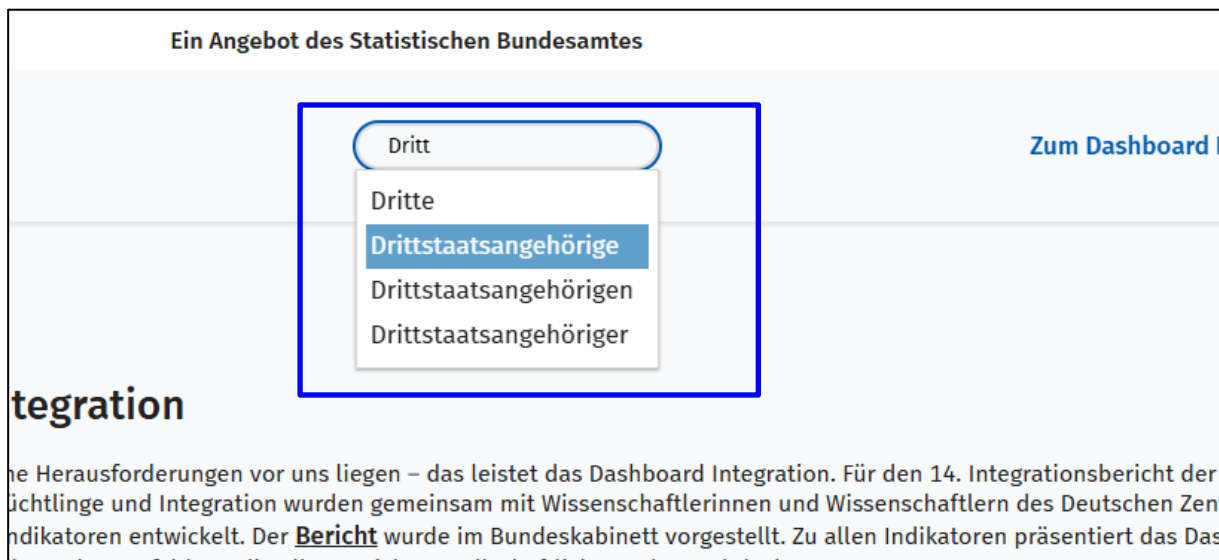 Ein Angebot des Statistischen Bundesamtes
Dritt
Zum Dashboard
Dritte
Drittstaatsangehörige
Drittstaatsangehörigen
Drittstaatsangehöriger
tegration
ne Herausforderungen vor uns liegen – das leistet das Dashboard Integration. Für den 14. Integrationsbericht der
üchtlinge und Integration wurden gemeinsam mit Wissenschaftlerinnen und Wissenschaftlern des Deutschen Zen
ndikatoren entwickelt. Der Bericht wurde im Bundeskabinett vorgestellt. Zu allen Indikatoren präsentiert das Das